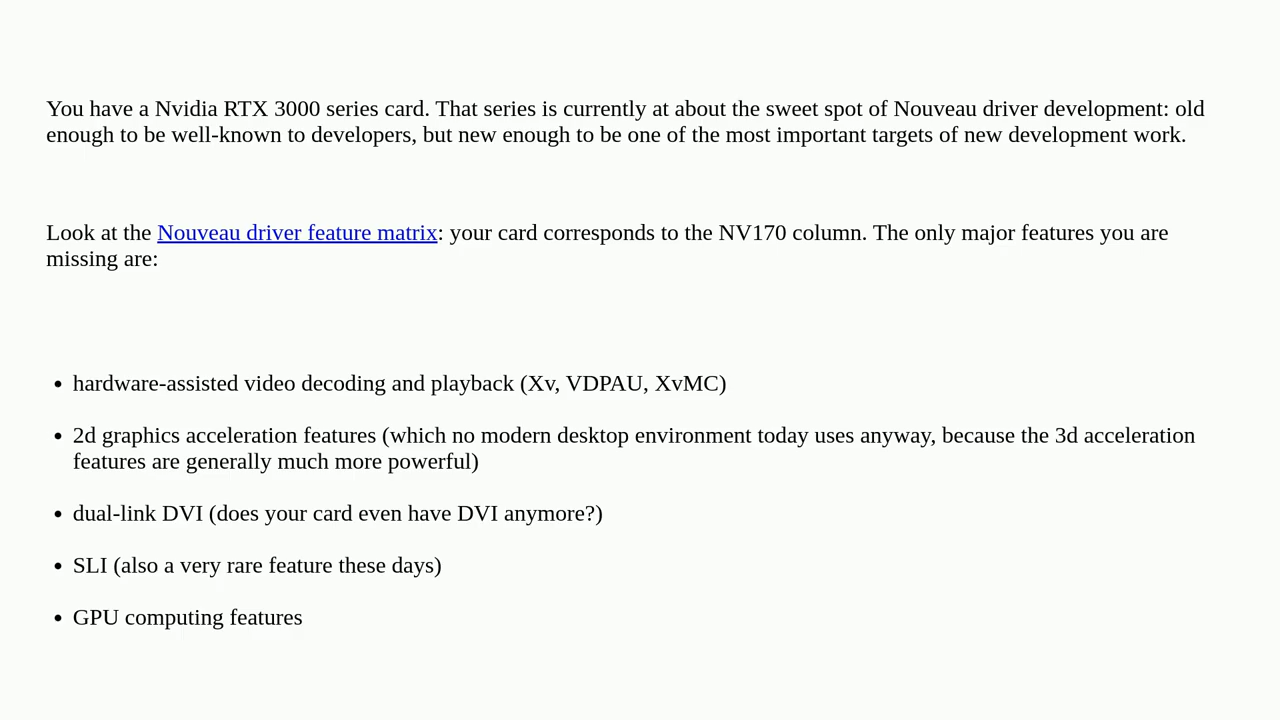 You have a Nvidia RTX 3000 series card. That series is currently at about the sweet spot of Nouveau driver development: old
enough to be well-known to developers, but new enough to be one of the most important targets of new development work.
Look at the Nouveau driver feature matrix: your card corresponds to the NV170 column. The only major features you are
missing are:
• hardware-assisted video decoding and playback (Xv, VDPAU, XvMC)
• 2d graphics acceleration features (which no modern desktop environment today uses anyway, because the 3d acceleration
features are generally much more powerful)
• dual-link DVI (does your card even have DVI anymore?)
• SLI (also a very rare feature these days)
• GPU computing features